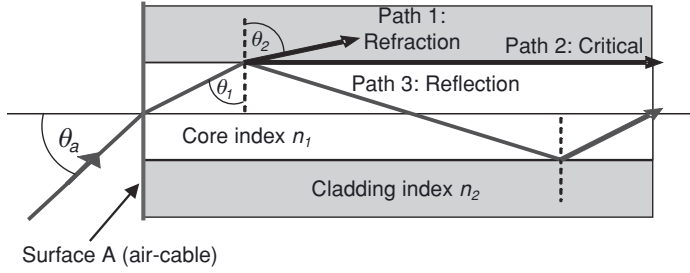 Path 1:
Refraction
θ2
Path 2: Critical
θ1
Path 3: Reflection
θa
Core index n1
Cladding index n2
Surface A (air-cable)